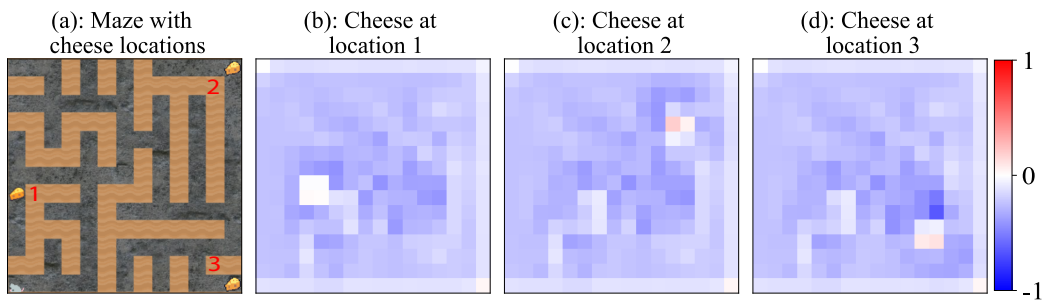 (a): Maze with
cheese locations
(b): Cheese at
location 1
(c): Cheese at
location 2
(d): Cheese at
location 3
2
1
3
1
0
-1